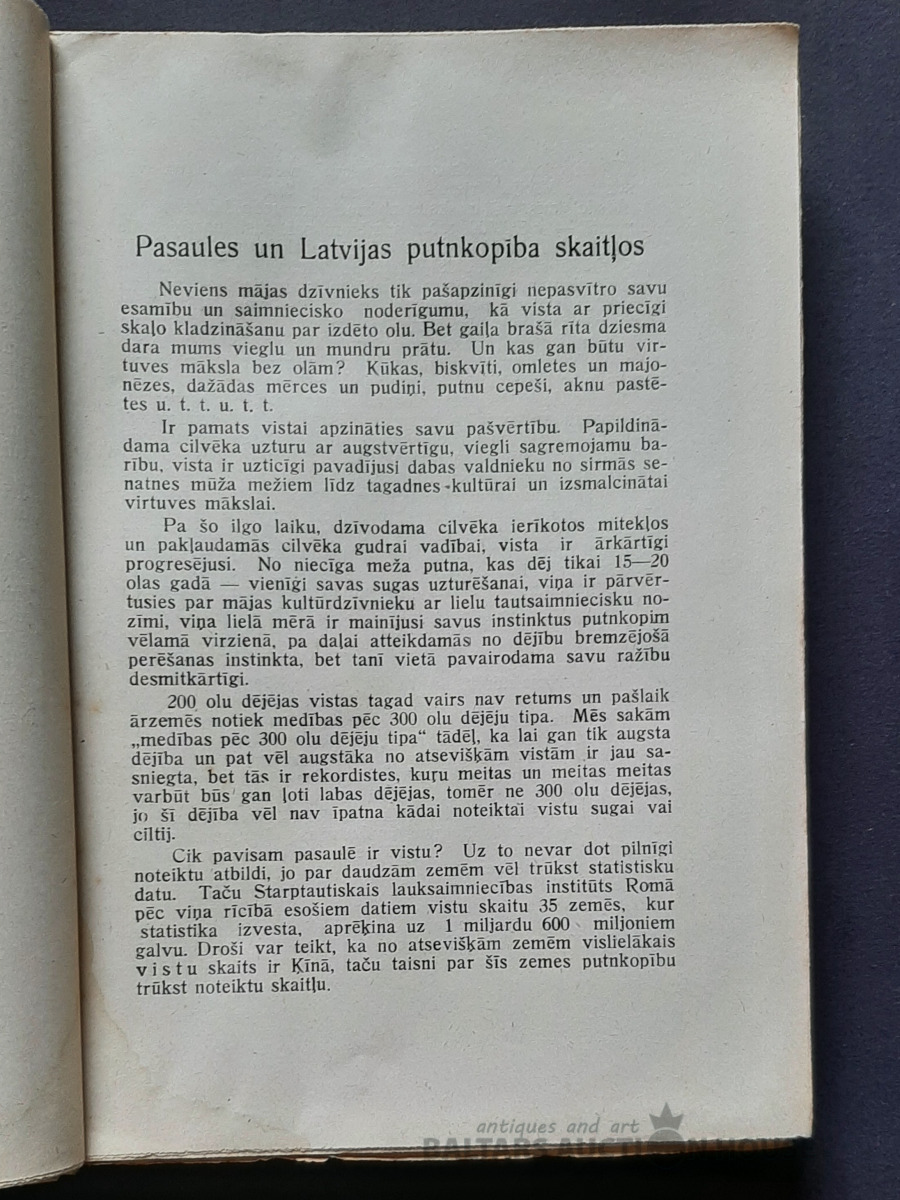 Pasaules un Latvijas putnkopība skaitļos
Neviens mājas dzīvnieks tik pašapzinīgi nepasvītro savu
esamību un saimniecisko noderīgumu, kā vista ar priecīgi
skaļo kladzināšanu par izdēto olu. Bet gaiļa brašā rīta dziesma
dara mums vieglu un mundru prātu. Un kas gan būtu vir-
tuves māksla bez olām? Kūkas, biskvīti, omletes un majo-
nēzes, dažādas mērces un pudiņi, putnu cepeši, aknu pastē-
tes u. t. t. u. t. t.
Ir pamats vistai apzināties savu pašvērtību. Papildinā-
dama cilvēka uzturu ar augstvērtīgu, viegli sagremojamu ba-
rību, vista ir uzticīgi pavadījusi dabas valdnieku no sirmās se-
natnes mūža mežiem līdz tagadnes kultūrai un izsmalcinātai
virtuves mākslai.
Pa šo ilgo laiku, dzīvodama cilvēka ierīkotos mitekļos
un pakļaudamās cilvēka gudrai vadībai, vista ir ārkārtīgi
progresējusi. No niecīga meža putna, kas dēj tikai 15—20
olas gadā — vienīģi savas sugas uzturēšanai, viņa ir pārvēr-
tusies par mājas kultūrdzīvnieku ar lielu tautsaimniecisku no-
zīmi, viņa lielā mērā ir mainījusi savus instinktus putnkopim
vēlamā virzienā, pa daļai atteikdamās no dējību bremzējošā
perēšanas instinkta, bet tanī vietā pavairodama savu ražību
desmitkārtīgi.
200 olu dējējas vistas tagad vairs nav retums un pašlaik
ārzemēs notiek medības pēc 300 olu dējēju tipa. Mēs sakām
„medības pēc 300 olu dējēju tipa“ tādēļ, ka lai gan tik augsta
dējība un pat vēl augstāka no atsevišķām vistām ir jau sa-
sniegta, bet tās ir rekordistes, kuŗu meitas un meitas meitas
varbūt būs gan ļoti labas dējējas, tomēr ne 300 olu dējējas,
jo šī dējība vēl nav īpatna kādai noteiktai vistu sugai vai
ciltij.
Cik pavisam pasaulē ir vistu? Uz to nevar dot pilnīgi
noteiktu atbildi, jo par daudzām zemēm vēl trūkst statistisku
datu. Taču Starptautiskais lauksaimniecības institūts Romā
pēc viņa rīcībā esošiem datiem vistu skaitu 35 zemēs, kur
statistika izvesta, aprēķina uz 1 miljardu 600 miljoniem
galvu. Droši var teikt, ka no atsevišķām zemēm vislielākais
vistu skaits ir Ķīnā, taču taisni par šīs zemes putnkopību
trūkst noteiktu skaitļu.
antiques and art
BALTARS AUCTION HOUSE